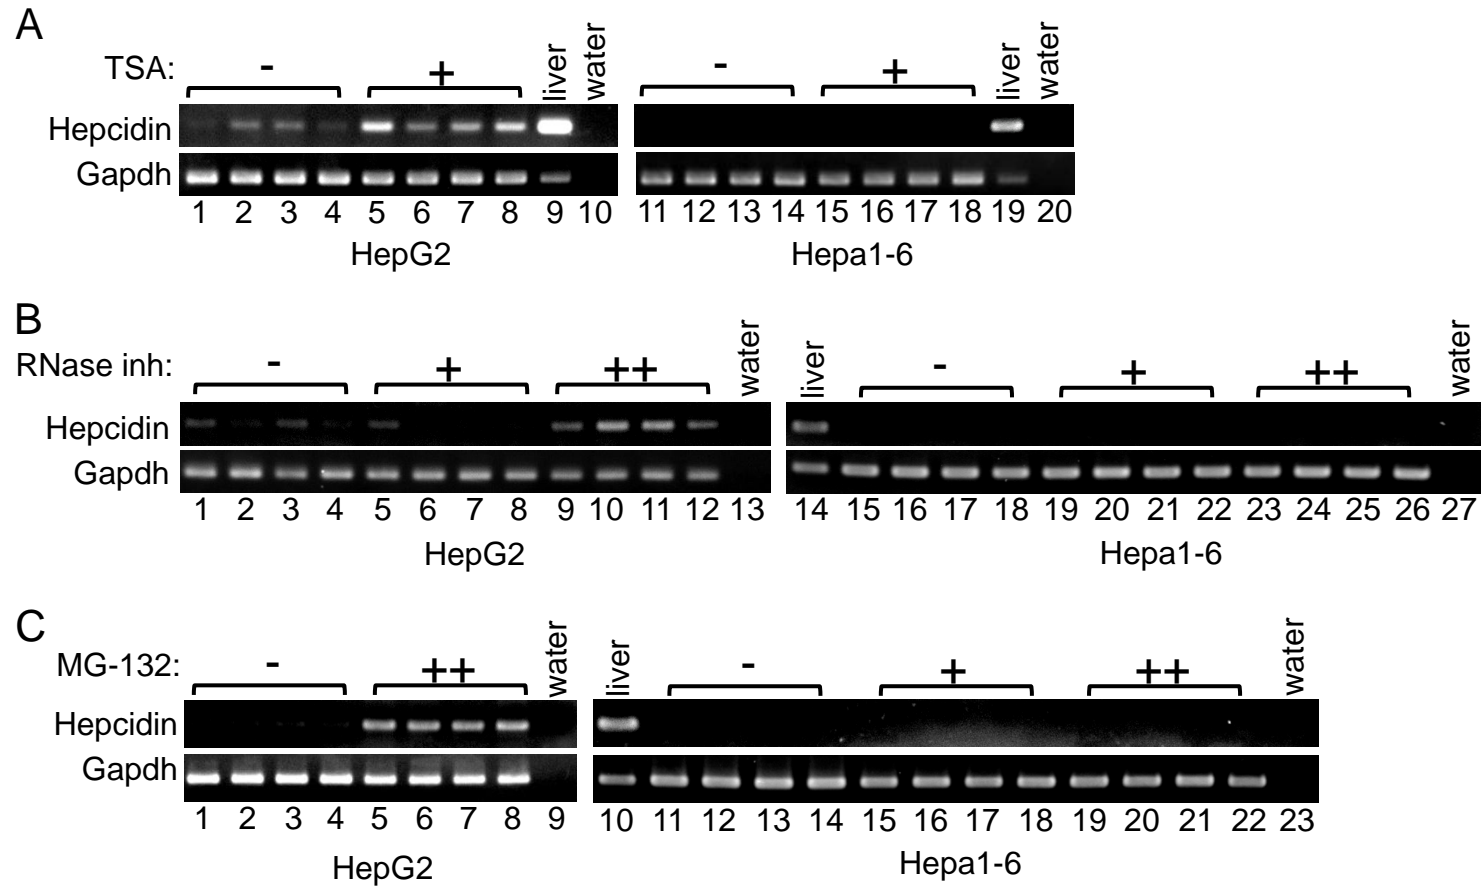 A
TSA: - + liver water - + liver water
Hepcidin
Gapdh
1 2 3 4 5 6 7 8 9 10 11 12 13 14 15 16 17 18 19 20
HepG2 Hepa1-6
B
RNase inh: - + ++ water liver - + ++ water
Hepcidin
Gapdh
1 2 3 4 5 6 7 8 9 10 11 12 13 14 15 16 17 18 19 20 21 22 23 24 25 26 27
HepG2 Hepa1-6
C
MG-132: - ++ water liver - + ++ water
Hepcidin
Gapdh
1 2 3 4 5 6 7 8 9 10 11 12 13 14 15 16 17 18 19 20 21 22 23
HepG2 Hepa1-6